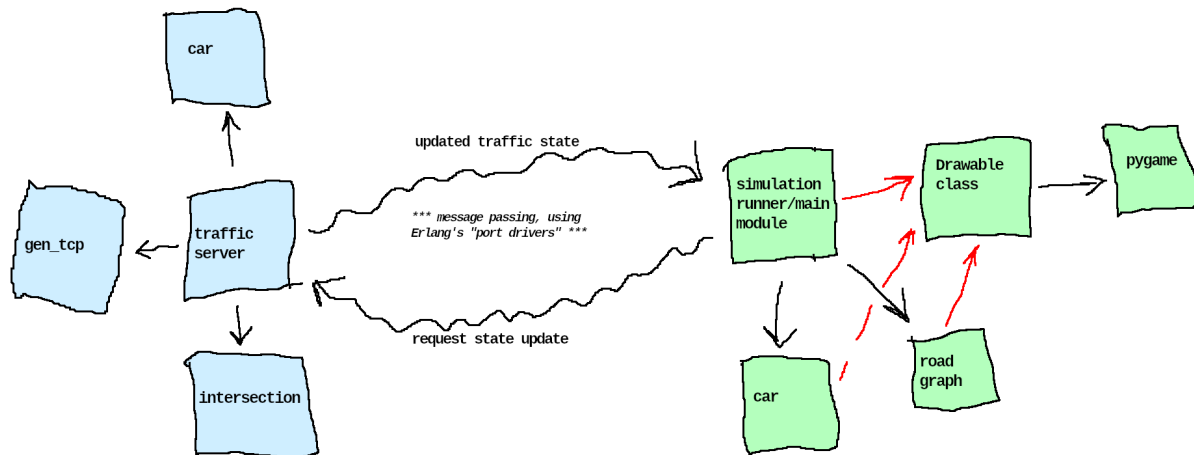 car
updated traffic state
Drawable
class
pygame
simulation
runner/main
module
*** message passing, using
Erlang's "port drivers" ***
gen_tcp
traffic
server
request state update
road
graph
intersection
car